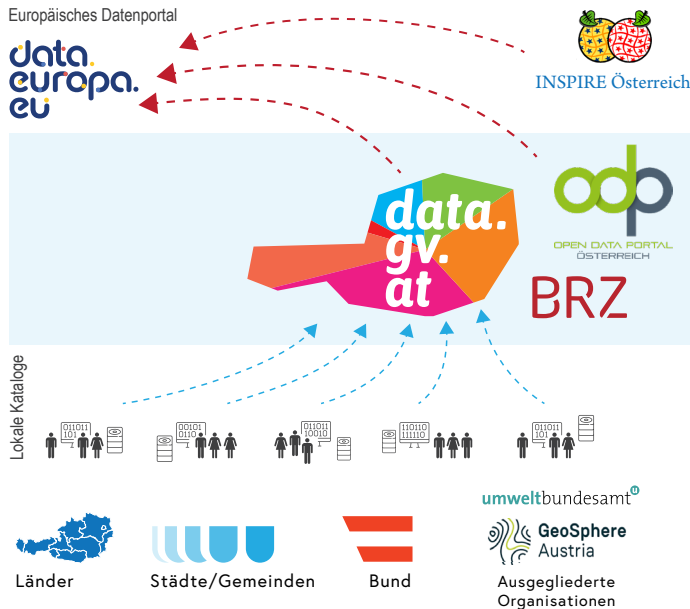 Europäisches Datenportal
data.
europa.
eu
INSPIRE Österreich
odp
OPEN DATA PORTAL
ÖSTERREICH
data.
gv.
at
BRZ
Lokale Kataloge
011011
101
00101
0110
011011
10010
110110
111110
011011
101
umweltbundesamt u
GeoSphere
Austria
Länder
Städte/Gemeinden
Bund
Ausgegliederte
Organisationen